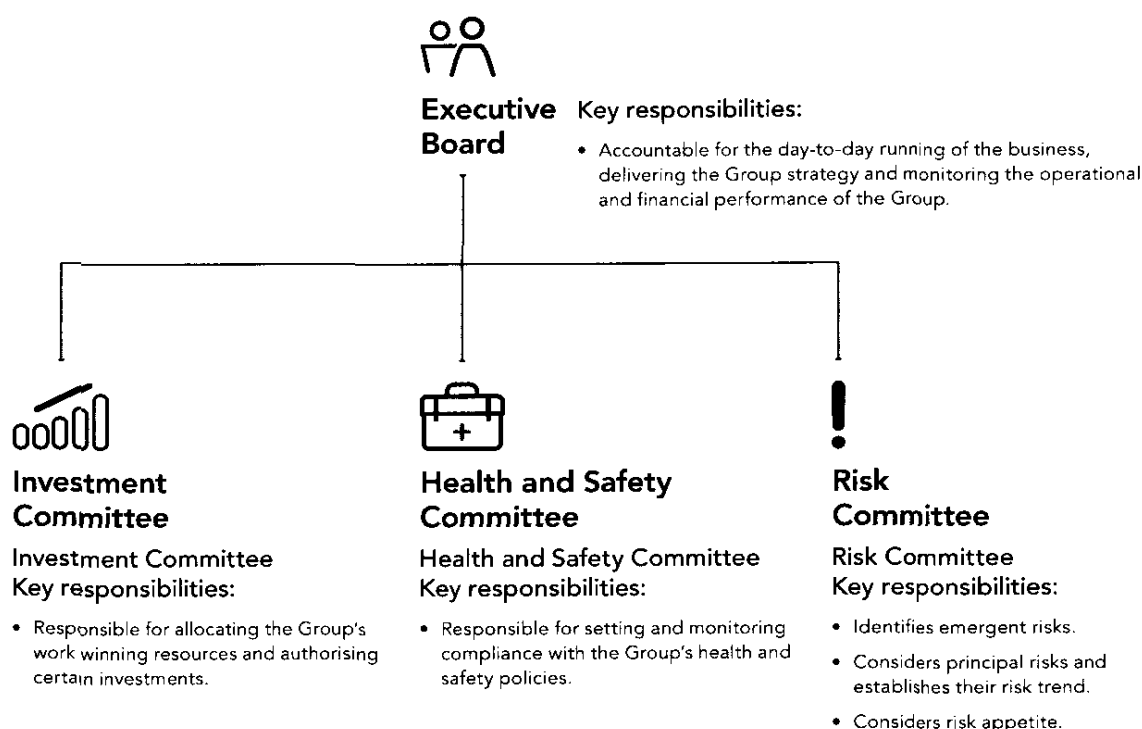 Executive
Board
Key responsibilities:
• Accountable for the day-to-day running of the business,
delivering the Group strategy and monitoring the operational
and financial performance of the Group.
Investment
Committee
Investment Committee
Key responsibilities:
• Responsible for allocating the Group's
work winning resources and authorising
certain investments.
Health and Safety
Committee
Health and Safety Committee
Key responsibilities:
• Responsible for setting and monitoring
compliance with the Group's health and
safety policies.
Risk
Committee
Risk Committee
Key responsibilities:
• Identifies emergent risks.
• Considers principal risks and
establishes their risk trend.
• Considers risk appetite.